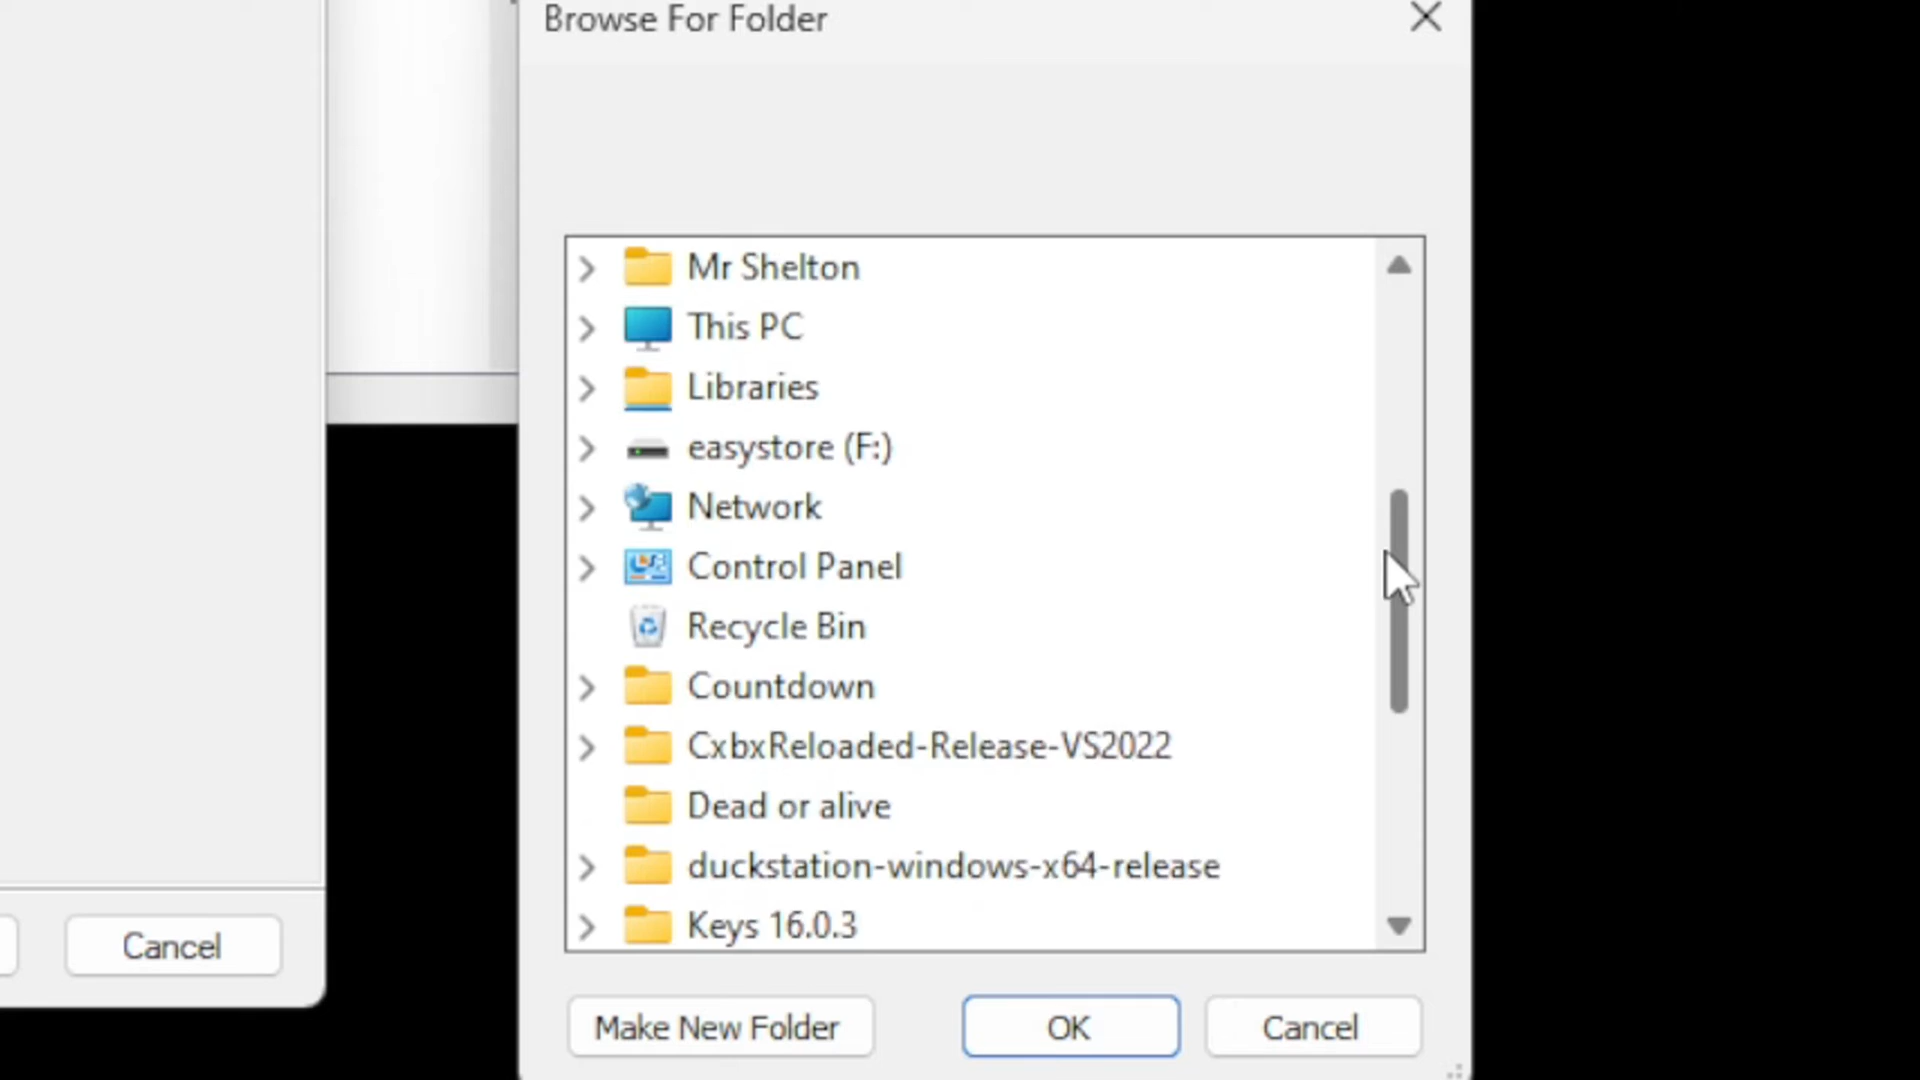 Browse For Folder
Mr Shelton
This PC
Libraries
easystore (F:)
Network
Control Panel
Recycle Bin
Countdown
CxbxReloaded-Release-VS2022
Dead or alive
duckstation-windows-x64-release
Keys 16.0.3
Cancel
Make New Folder
OK
Cancel